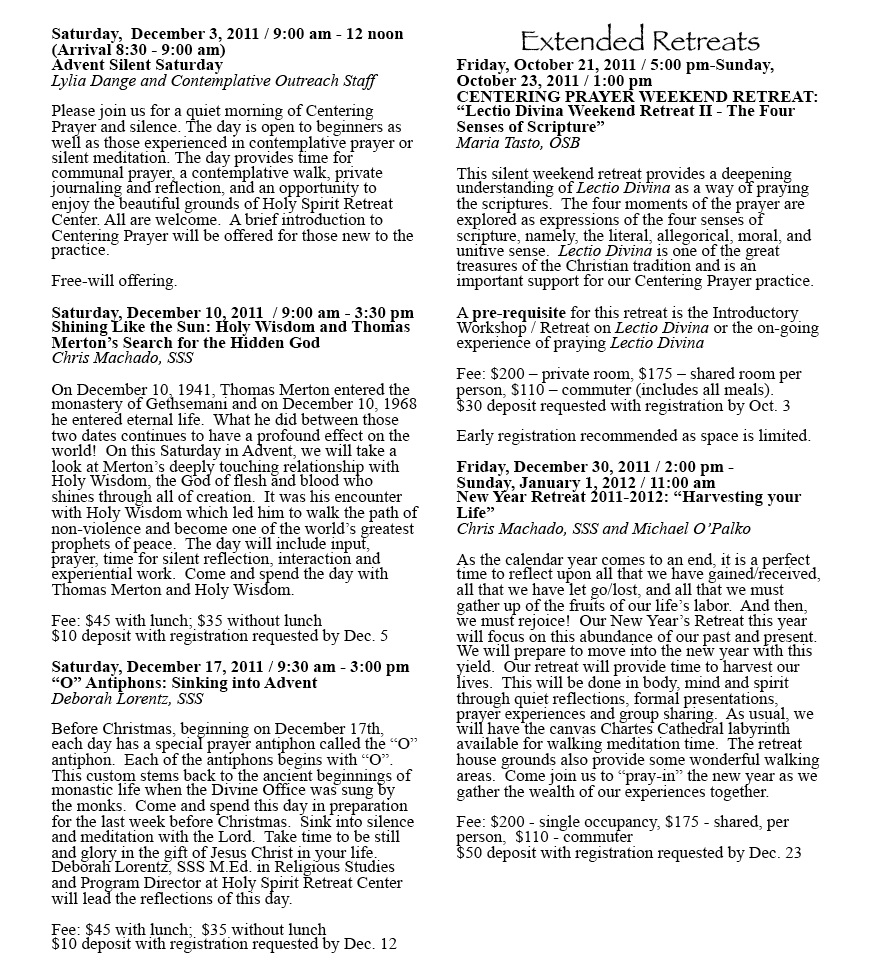 Saturday,  December 3, 2011 / 9:00 am - 12 noon
(Arrival 8:30 - 9:00 am)
Advent Silent Saturday
Lylia Dange and Contemplative Outreach Staff
Please join us for a quiet morning of Centering
Prayer and silence. The day is open to beginners as
well as those experienced in contemplative prayer or
silent meditation. The day provides time for
communal prayer, a contemplative walk, private
journaling and reflection, and an opportunity to
enjoy the beautiful grounds of Holy Spirit Retreat
Center. All are welcome.  A brief introduction to
Centering Prayer will be offered for those new to the
practice.
Free-will offering.
Saturday, December 10, 2011  / 9:00 am - 3:30 pm
Shining Like the Sun: Holy Wisdom and Thomas
Merton’s Search for the Hidden God
Chris Machado, SSS
On December 10, 1941, Thomas Merton entered the
monastery of Gethsemani and on December 10, 1968
he entered eternal life.  What he did between those
two dates continues to have a profound effect on the
world!  On this Saturday in Advent, we will take a
look at Merton’s deeply touching relationship with
Holy Wisdom, the God of flesh and blood who
shines through all of creation.  It was his encounter
with Holy Wisdom which led him to walk the path of
non-violence and become one of the world’s greatest
prophets of peace.  The day will include input,
prayer, time for silent reflection, interaction and
experiential work.  Come and spend the day with
Thomas Merton and Holy Wisdom.
Fee: $45 with lunch; $35 without lunch
$10 deposit with registration requested by Dec. 5
Saturday, December 17, 2011 / 9:30 am - 3:00 pm
“O” Antiphons: Sinking into Advent
Deborah Lorentz, SSS
Before Christmas, beginning on December 17th,
each day has a special prayer antiphon called the “O”
antiphon.  Each of the antiphons begins with “O”.
This custom stems back to the ancient beginnings of
monastic life when the Divine Office was sung by
the monks.  Come and spend this day in preparation
for the last week before Christmas.  Sink into silence
and meditation with the Lord.  Take time to be still
and glory in the gift of Jesus Christ in your life.
Deborah Lorentz, SSS M.Ed. in Religious Studies
and Program Director at Holy Spirit Retreat Center
will lead the reflections of this day.
Fee: $45 with lunch;  $35 without lunch
$10 deposit with registration requested by Dec. 12
Extended Retreats
Friday, October 21, 2011 / 5:00 pm-Sunday,
October 23, 2011 / 1:00 pm
CENTERING PRAYER WEEKEND RETREAT:
“Lectio Divina Weekend Retreat II - The Four
Senses of Scripture”
Maria Tasto, OSB
This silent weekend retreat provides a deepening
understanding of Lectio Divina as a way of praying
the scriptures.  The four moments of the prayer are
explored as expressions of the four senses of
scripture, namely, the literal, allegorical, moral, and
unitive sense.  Lectio Divina is one of the great
treasures of the Christian tradition and is an
important support for our Centering Prayer practice.
A pre-requisite for this retreat is the Introductory
Workshop / Retreat on Lectio Divina or the on-going
experience of praying Lectio Divina
Fee: $200 – private room, $175 – shared room per
person, $110 – commuter (includes all meals).
$30 deposit requested with registration by Oct. 3
Early registration recommended as space is limited.
Friday, December 30, 2011 / 2:00 pm -
Sunday, January 1, 2012 / 11:00 am
New Year Retreat 2011-2012: “Harvesting your
Life”
Chris Machado, SSS and Michael O’Palko
As the calendar year comes to an end, it is a perfect
time to reflect upon all that we have gained/received,
all that we have let go/lost, and all that we must
gather up of the fruits of our life’s labor.  And then,
we must rejoice!  Our New Year’s Retreat this year
will focus on this abundance of our past and present.
We will prepare to move into the new year with this
yield.  Our retreat will provide time to harvest our
lives.  This will be done in body, mind and spirit
through quiet reflections, formal presentations,
prayer experiences and group sharing.  As usual, we
will have the canvas Chartes Cathedral labyrinth
available for walking meditation time.  The retreat
house grounds also provide some wonderful walking
areas.  Come join us to “pray-in” the new year as we
gather the wealth of our experiences together.
Fee: $200 - single occupancy, $175 - shared, per
person,  $110 - commuter
$50 deposit with registration requested by Dec. 23